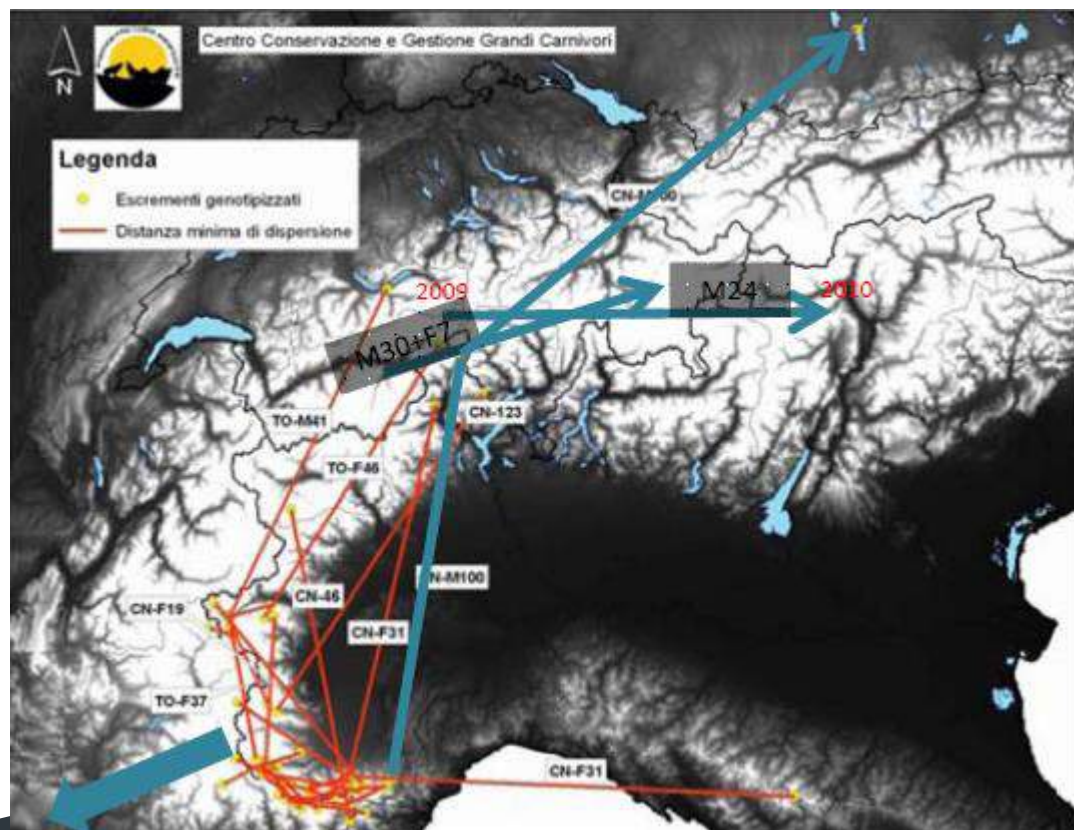 Centro Conservazione e Gestione Grandi Carnivori
N
Legenda
Escrementi genotipizzati
Distanza minima di dispersione
2009
M24
2010
M30+F7
CN-123
TO-M41
TO-F46
CN-46
CN-M100
CN-F19
CN-F31
TO-F37
CN-F31